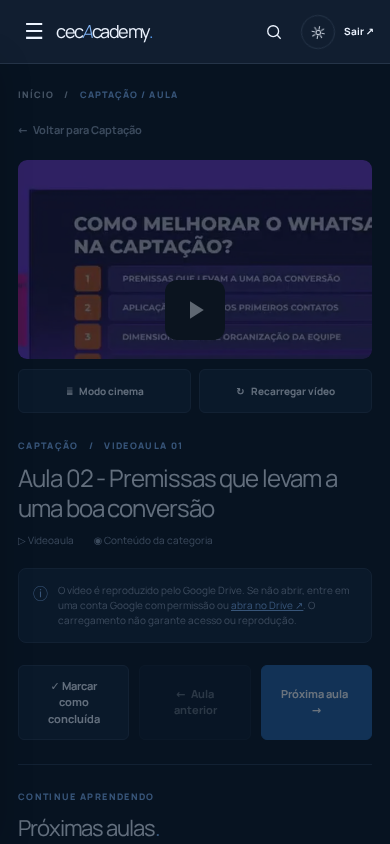 cecAcademy.
Sair ↗
INÍCIO / CAPTAÇÃO / AULA
← Voltar para Captação
COMO MELHORAR O WHATSA
NA CAPTAÇÃO?
1 PREMISSAS QUE LEVAM A UMA BOA CONVERSÃO
2 APLICAÇ OS PRIMEIROS CONTATOS
3 DIMENSION ORGANIZAÇÃO DA EQUIPE
Modo cinema
↻ Recarregar vídeo
CAPTAÇÃO / VIDEOAULA 01
Aula 02 - Premissas que levam a
uma boa conversão
▷ Videoaula ◉ Conteúdo da categoria
O vídeo é reproduzido pelo Google Drive. Se não abrir, entre em
uma conta Google com permissão ou abra no Drive ↗. O
carregamento não garante acesso ou reprodução.
✓ Marcar
como
concluída
← Aula
anterior
Próxima aula
→
CONTINUE APRENDENDO
Próximas aulas.